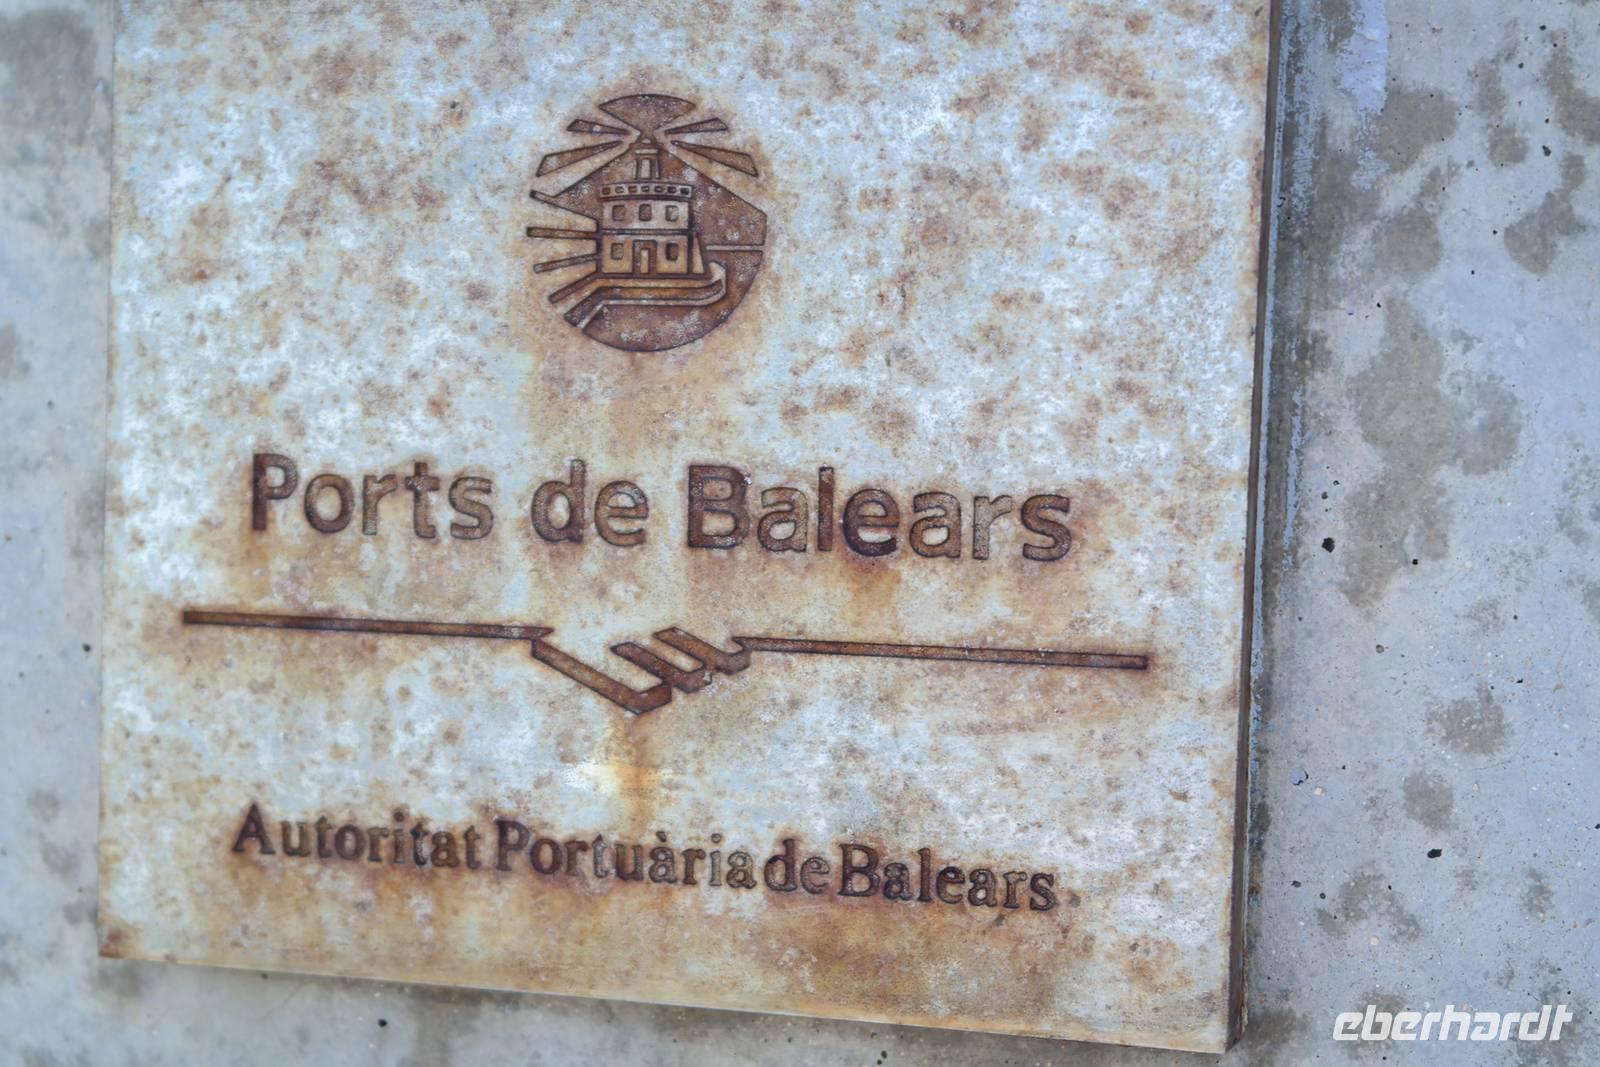 Ports de Balears
Autoritat Portuària de Balears
eberhardt